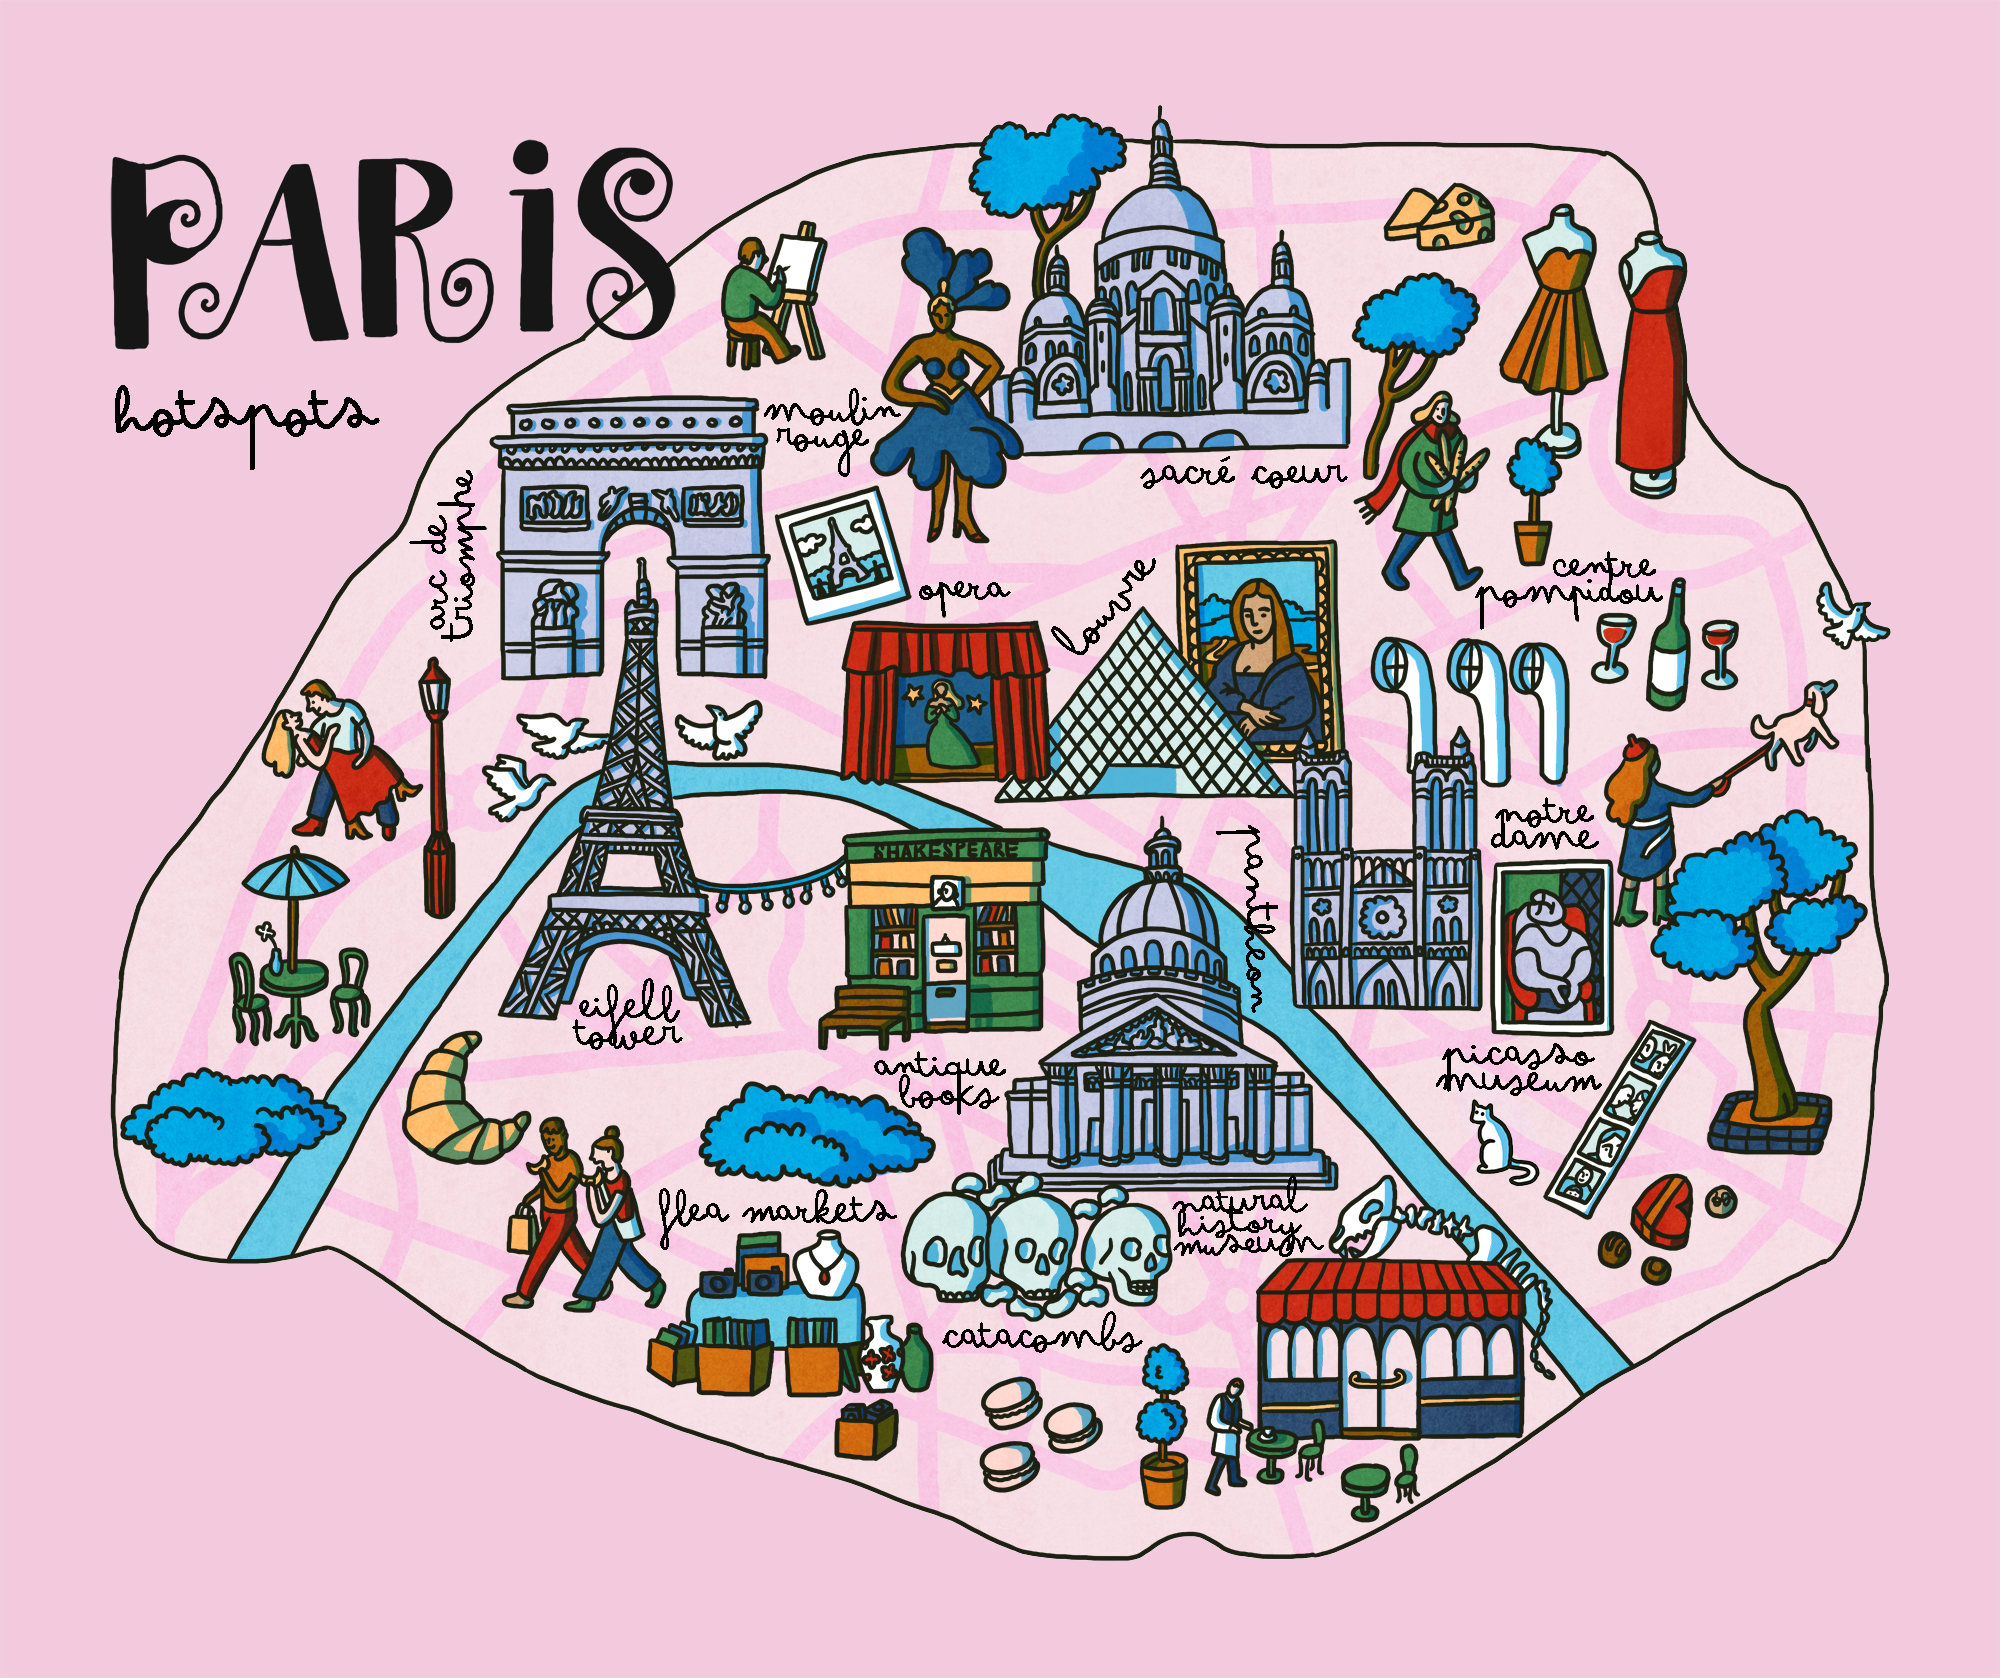 PARiS
hotspots
moulin
rouge
sacré coeur
arc de
triomphe
centre
pompidou
opera
louvre
notre
dame
pantheon
SHAKESPEARE
eifell
tower
antique
books
picasso
museum
flea markets
natural
history
museum
catacombs